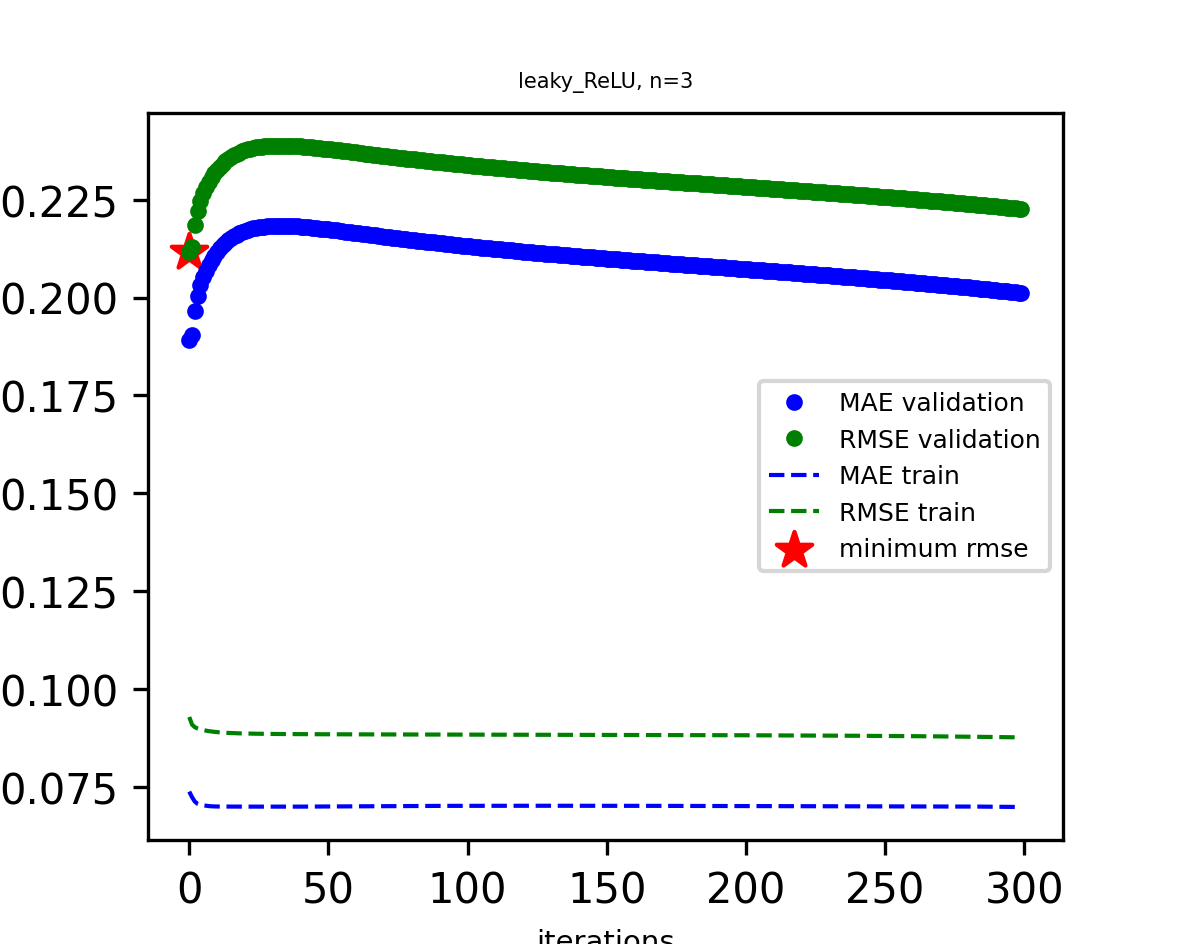 leaky_ReLU, n=3
0.225
0.200
0.175
0.150
0.125
0.100
0.075
MAE validation
RMSE validation
MAE train
RMSE train
minimum rmse
0 50 100 150 200 250 300
iterations